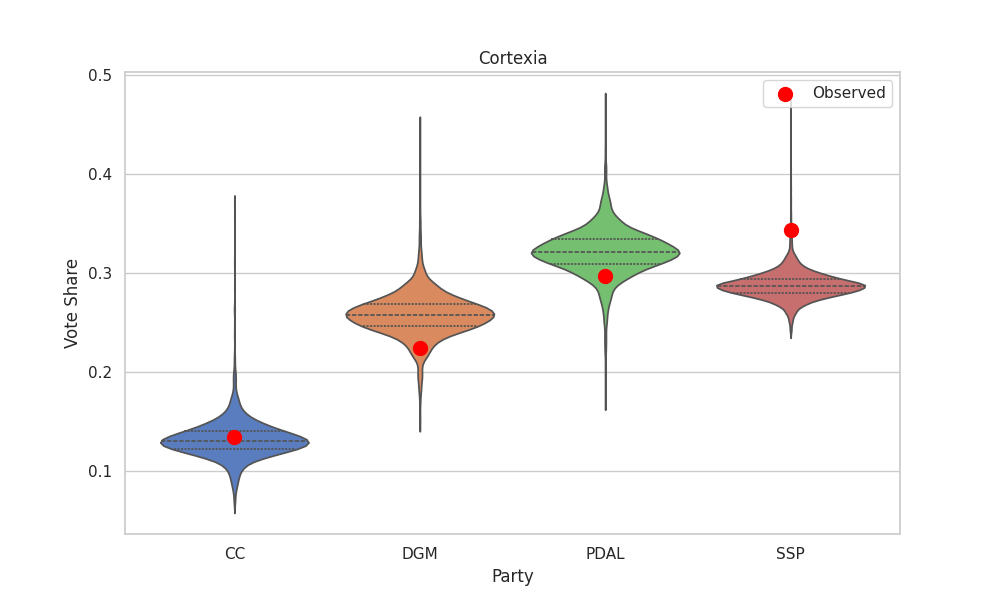 Cortexia
Observed
0.5
0.4
0.3
0.2
0.1
Vote Share
CC
DGM
PDAL
SSP
Party